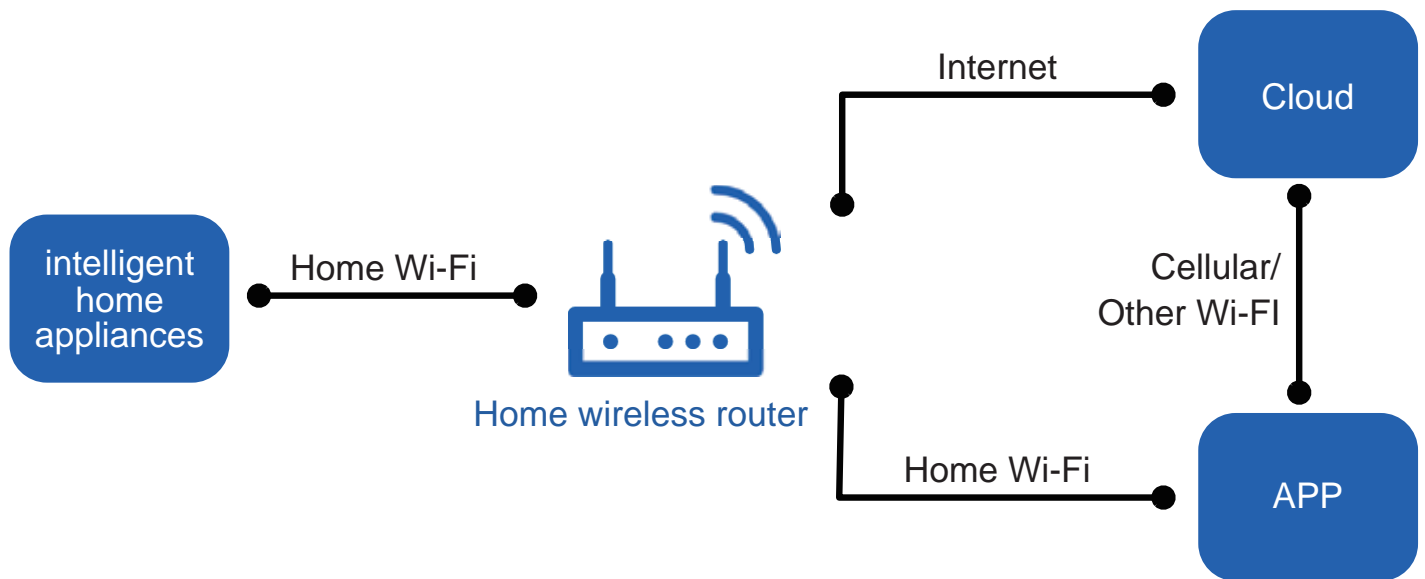 Internet
Cloud
intelligent
home
appliances
Home Wi-Fi
Cellular/
Other Wi-FI
Home wireless router
Home Wi-Fi
APP